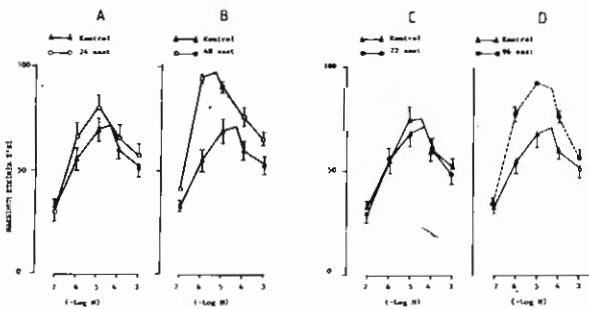 A
Kontrol
24 saat
B
Kontrol
48 saat
C
Kontrol
72 saat
D
Kontrol
96 saat
MAKSIMUM
100
50
0
7 6 5 4 3
(-Log M)
7 6 5 4 3
(-Log M)
100
50
0
7 6 5 4 3
(-Log M)
7 6 5 4 3
(-Log M)